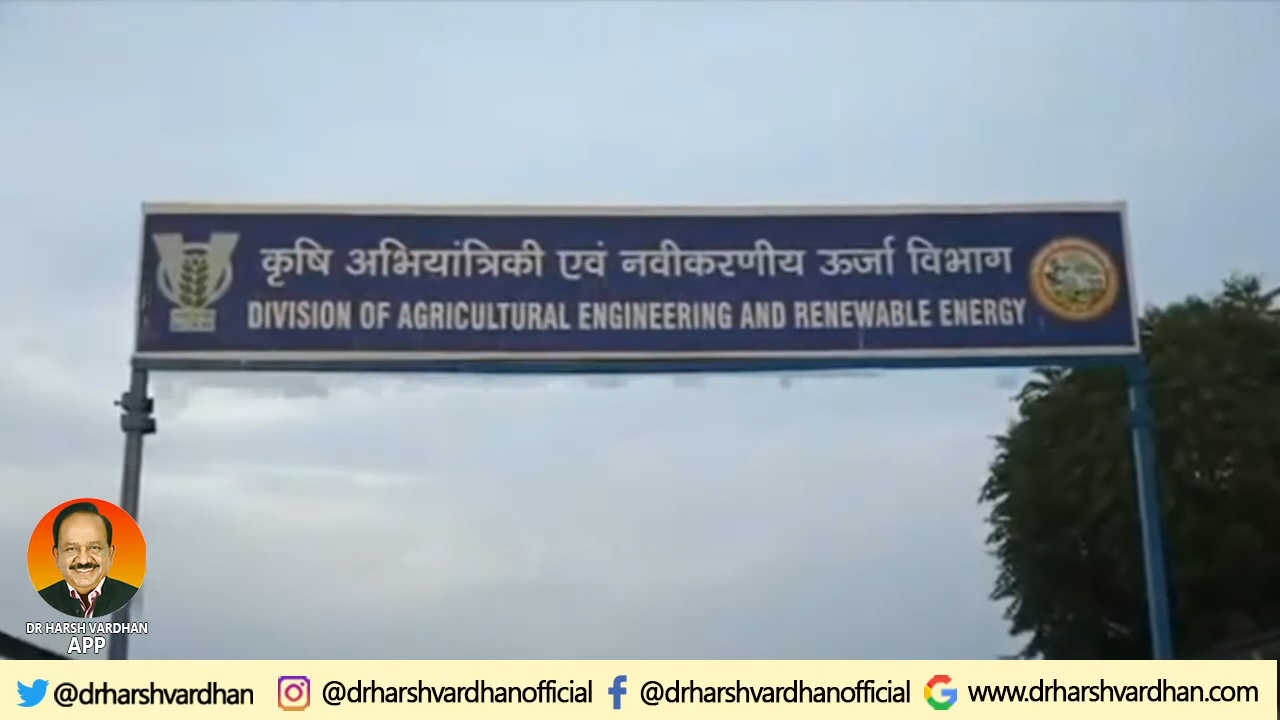 कृषि अभियांत्रिकी एवं नवीकरणीय ऊर्जा विभाग
DIVISION OF AGRICULTURAL ENGINEERING AND RENEWABLE ENERGY
DR HARSH VARDHAN
APP
@drharshvardhan @drharshvardhanofficial @drharshvardhanofficial www.drharshvardhan.com